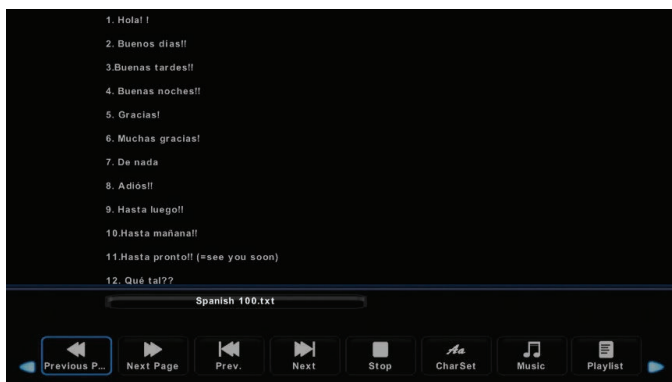 1. Hola! !
2. Buenos días!!
3.Buenas tardes!!
4. Buenas noches!!
5. Gracias!
6. Muchas gracias!
7. De nada
8. Adiós!!
9. Hasta luego!!
10.Hasta mañana!!
11.Hasta pronto!! (=see you soon)
12. Qué tal??
Spanish 100.txt
Previous P... Next Page Prev. Next Stop Aa CharSet Music Playlist